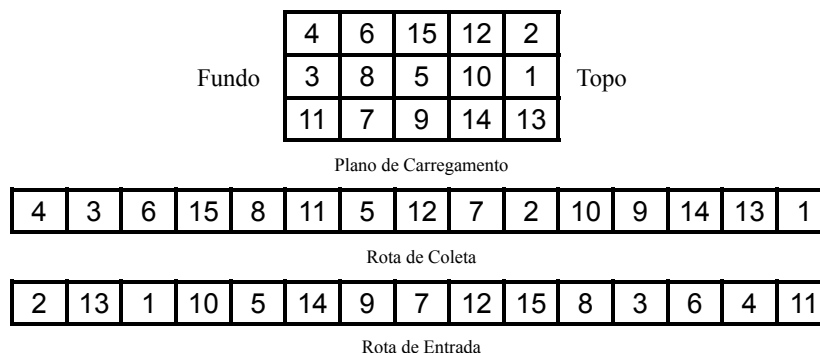 4 6 15 12 2
Fundo 3 8 5 10 1 Topo
11 7 9 14 13
Plano de Carregamento
4 3 6 15 8 11 5 12 7 2 10 9 14 13 1
Rota de Coleta
2 13 1 10 5 14 9 7 12 15 8 3 6 4 11
Rota de Entrada